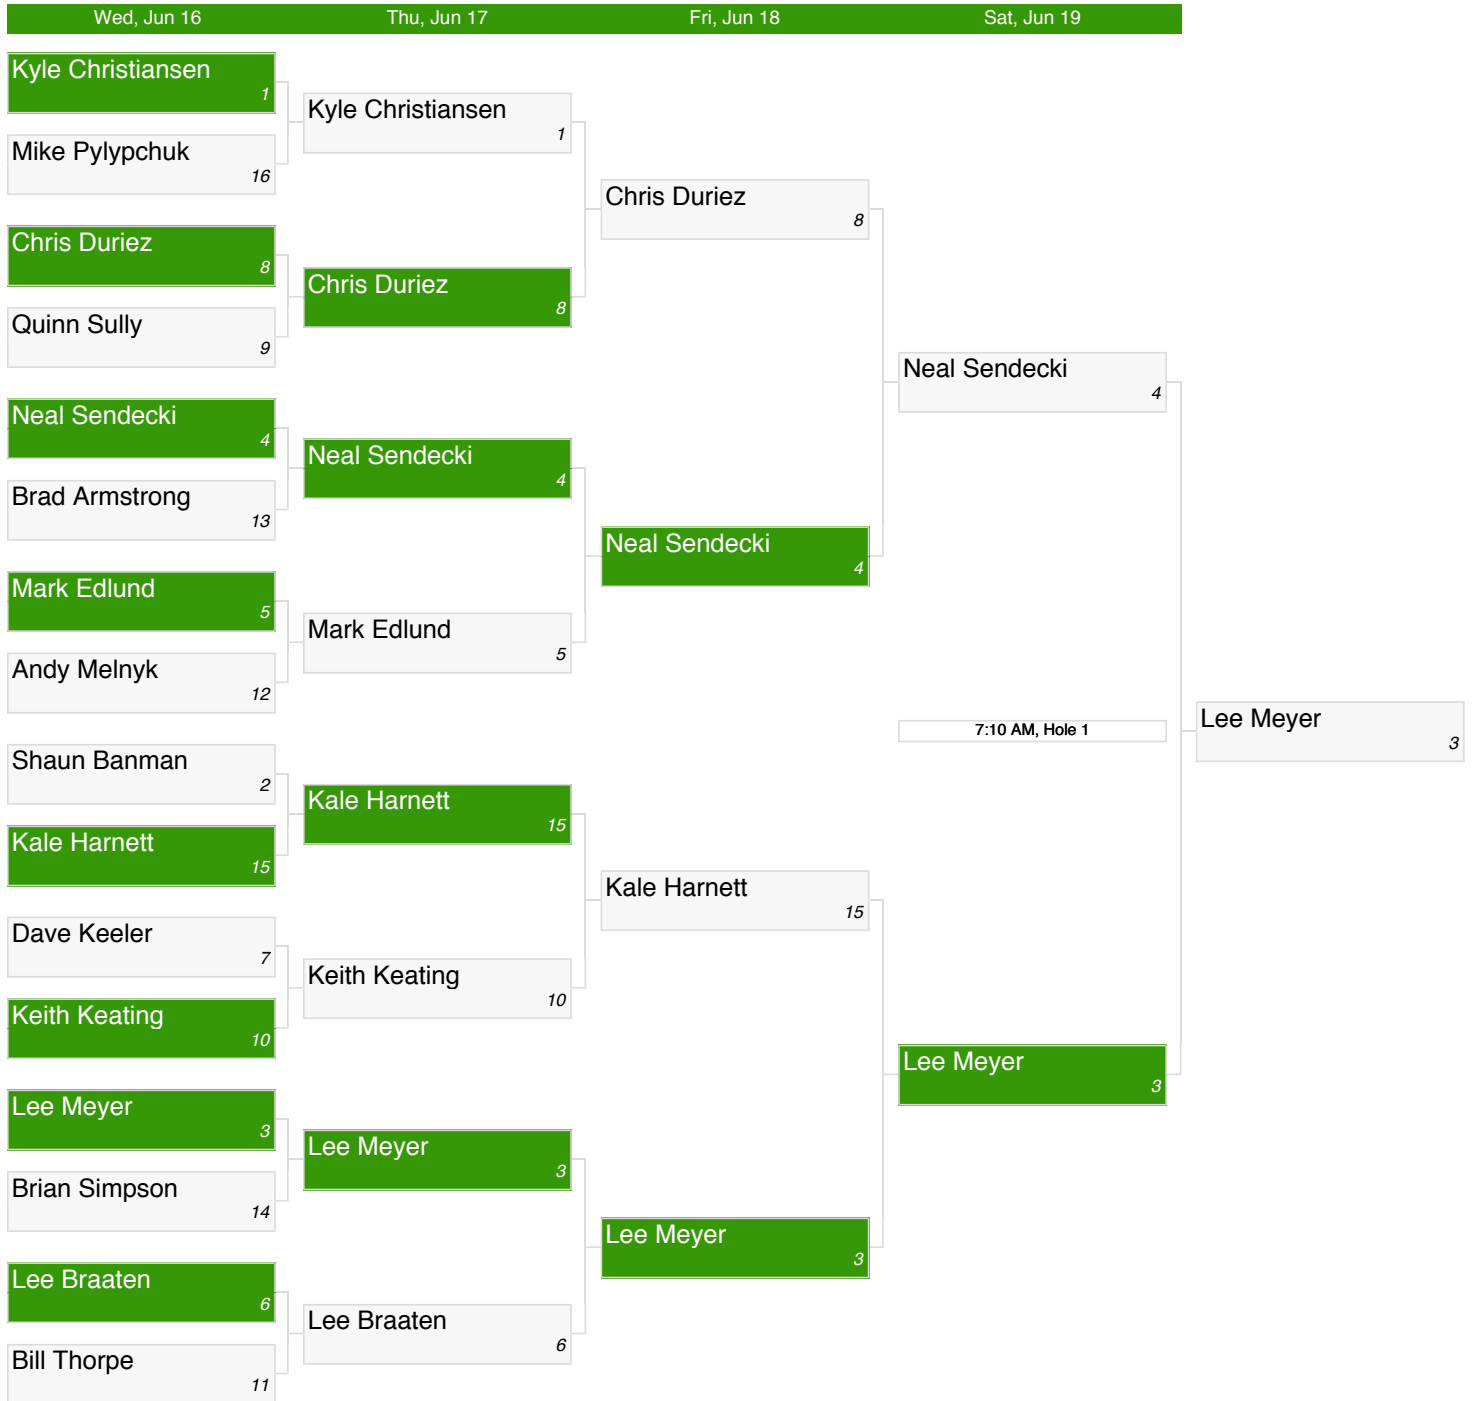 Wed, Jun 16
Thu, Jun 17
Fri, Jun 18
Sat, Jun 19
Kyle Christiansen
1
Mike Pylypchuk
16
Chris Duriez
8
Quinn Sully
9
Neal Sendecki
4
Brad Armstrong
13
Mark Edlund
5
Andy Melnyk
12
Shaun Banman
2
Kale Harnett
15
Dave Keeler
7
Keith Keating
10
Lee Meyer
3
Brian Simpson
14
Lee Braaten
6
Bill Thorpe
11
Kyle Christiansen
1
Chris Duriez
8
Neal Sendecki
4
Mark Edlund
5
Kale Harnett
15
Keith Keating
10
Lee Meyer
3
Lee Braaten
6
Chris Duriez
8
Neal Sendecki
4
Kale Harnett
15
Lee Meyer
3
Neal Sendecki
4
7:10 AM, Hole 1
Lee Meyer
3
Lee Meyer
3